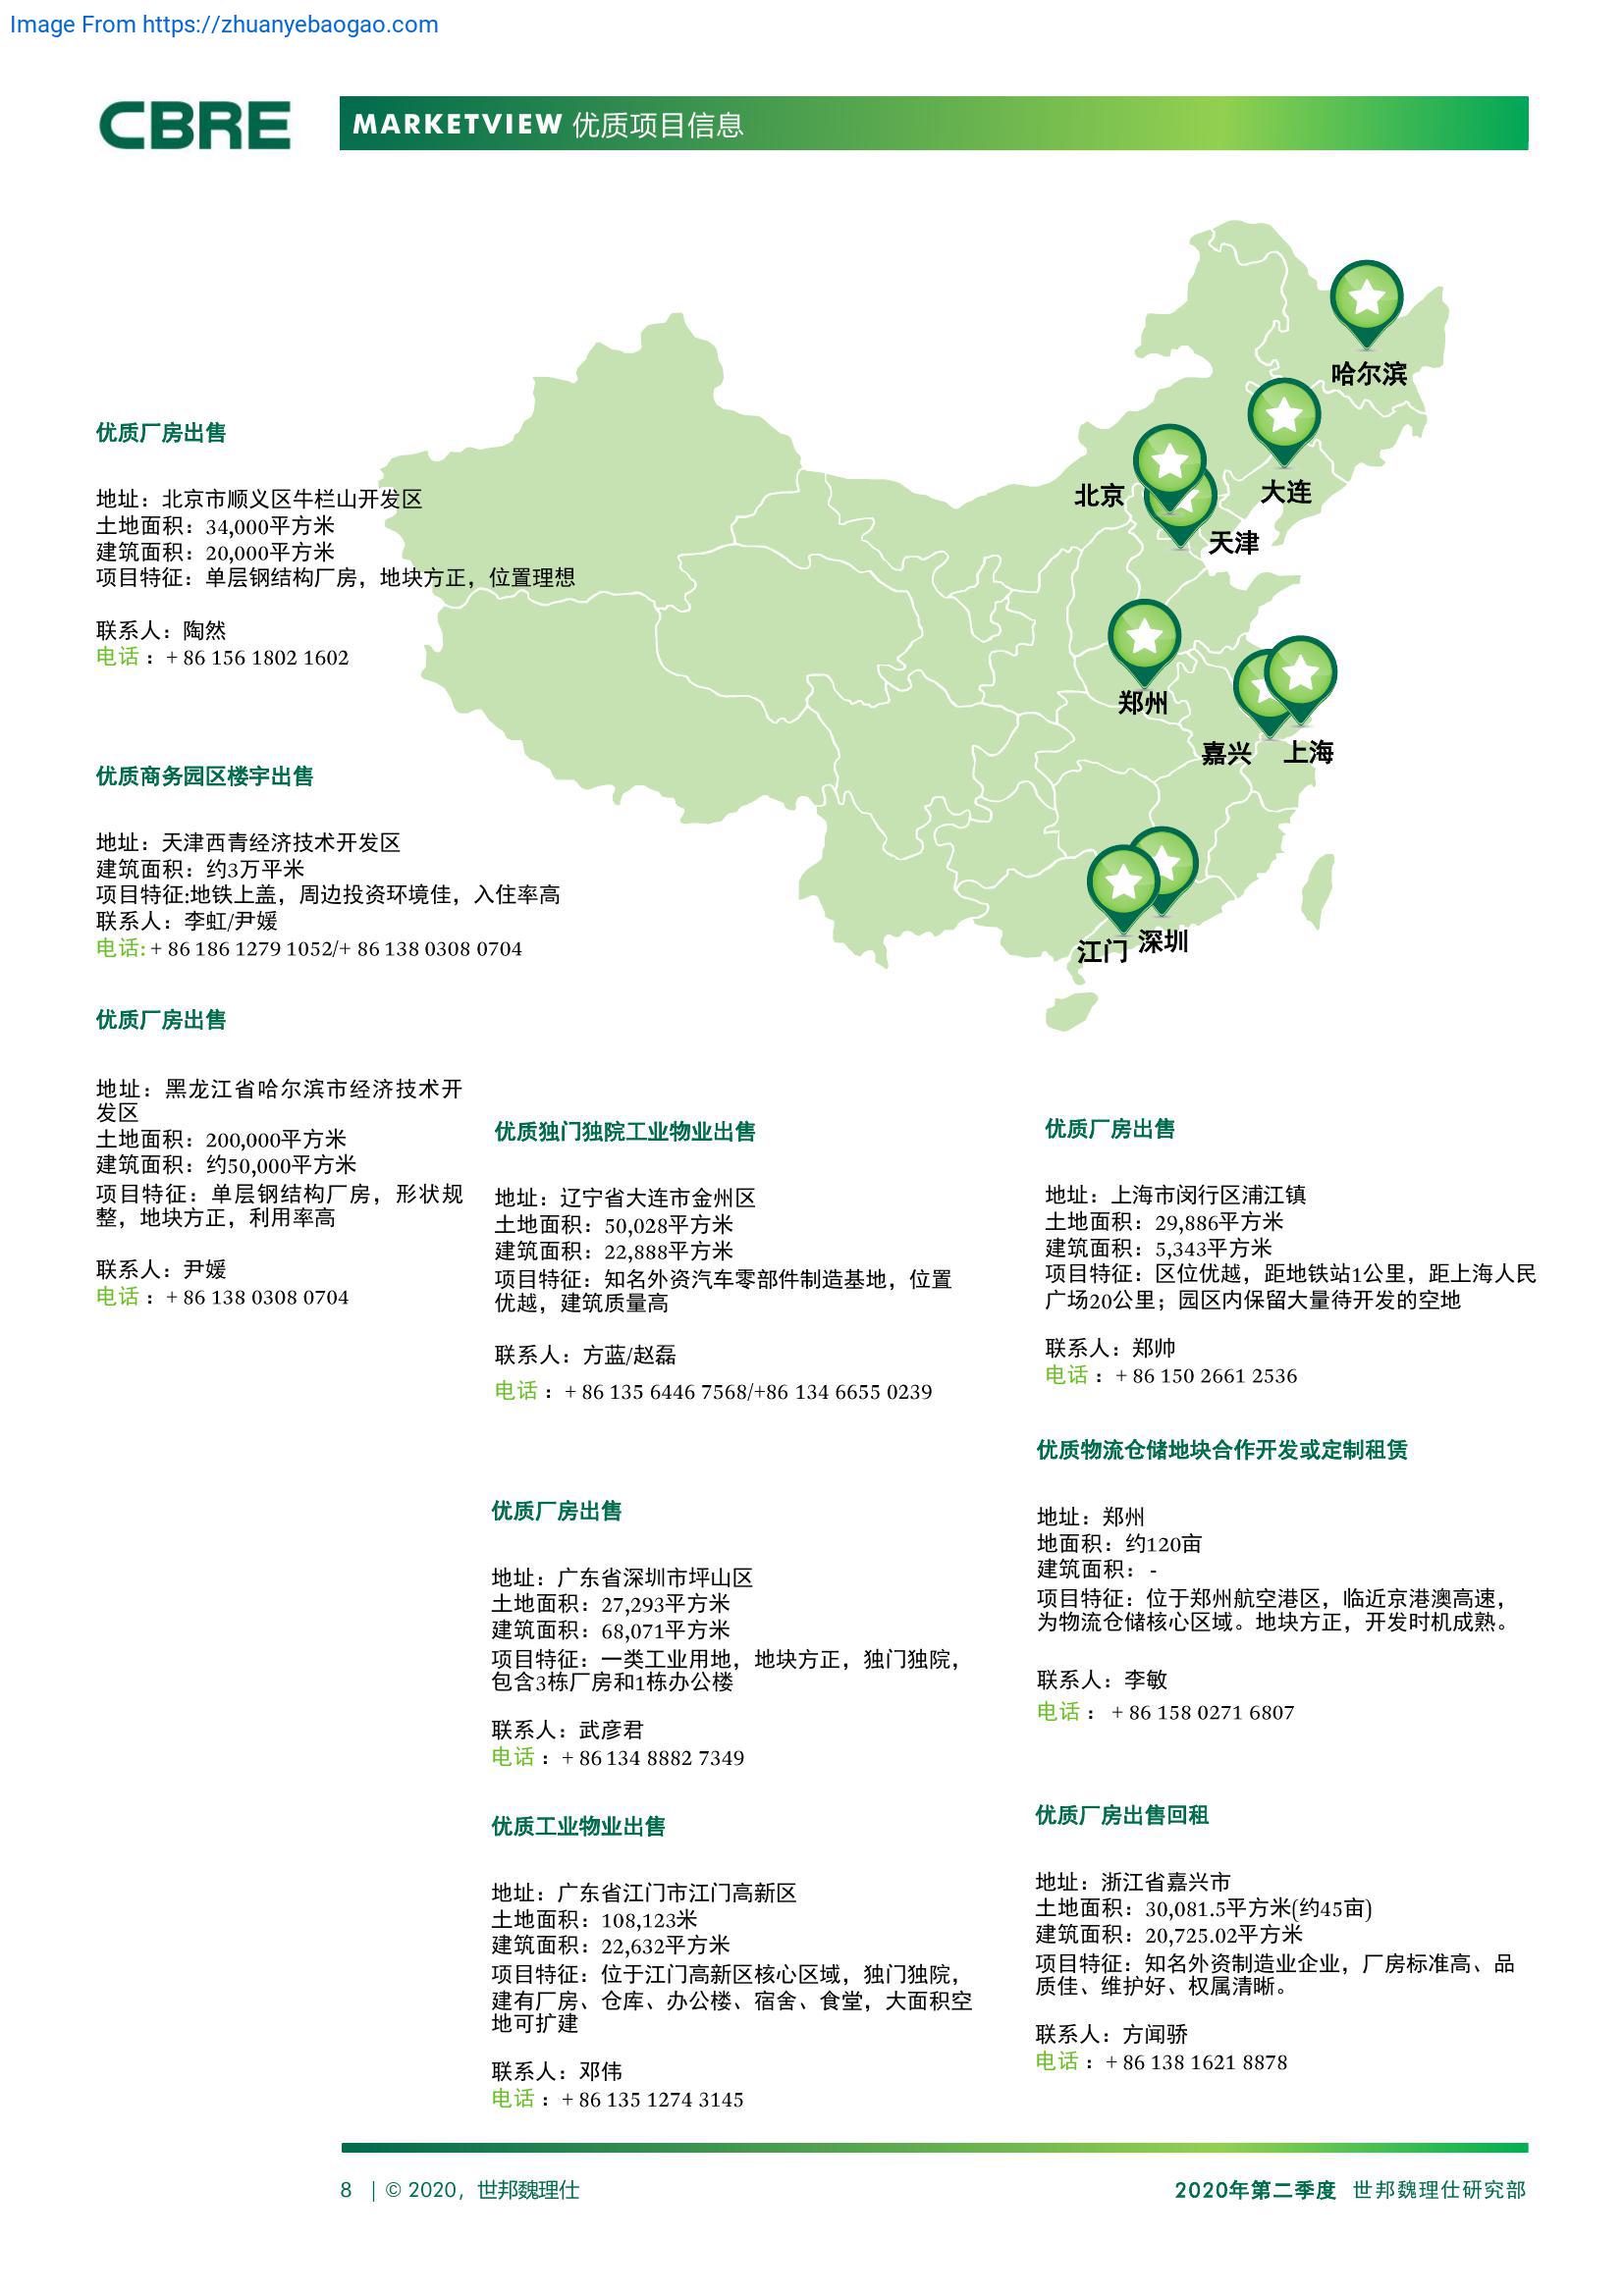 Image From https://zhuanyebaogao.com
CBRE
MARKETVIEW 优质项目信息
哈尔滨
大连
北京
天津
郑州
嘉兴
上海
江门
深圳
优质厂房出售
地址：北京市顺义区牛栏山开发区
土地面积：34,000平方米
建筑面积：20,000平方米
项目特征：单层钢结构厂房，地块方正，位置理想
联系人：陶然
电话 ：+ 86 156 1802 1602
优质商务园区楼宇出售
地址：天津西青经济技术开发区
建筑面积：约3万平米
项目特征:地铁上盖，周边投资环境佳，入住率高
联系人：李虹/尹媛
电话: + 86 186 1279 1052/+ 86 138 0308 0704
优质厂房出售
地址：黑龙江省哈尔滨市经济技术开
发区
土地面积：200,000平方米
建筑面积：约50,000平方米
项目特征：单层钢结构厂房，形状规
整，地块方正，利用率高
联系人：尹媛
电话 ：+ 86 138 0308 0704
优质独门独院工业物业出售
地址：辽宁省大连市金州区
土地面积：50,028平方米
建筑面积：22,888平方米
项目特征：知名外资汽车零部件制造基地，位置
优越，建筑质量高
联系人：方蓝/赵磊
电话 ：+ 86 135 6446 7568/+86 134 6655 0239
优质厂房出售
地址：广东省深圳市坪山区
土地面积：27,293平方米
建筑面积：68,071平方米
项目特征：一类工业用地，地块方正，独门独院，
包含3栋厂房和1栋办公楼
联系人：武彦君
电话 ：+ 86 134 8882 7349
优质工业物业出售
地址：广东省江门市江门高新区
土地面积：108,123米
建筑面积：22,632平方米
项目特征：位于江门高新区核心区域，独门独院，
建有厂房、仓库、办公楼、宿舍、食堂，大面积空
地可扩建
联系人：邓伟
电话 ：+ 86 135 1274 3145
优质厂房出售
地址：上海市闵行区浦江镇
土地面积：29,886平方米
建筑面积：5,343平方米
项目特征：区位优越，距地铁站1公里，距上海人民
广场20公里；园区内保留大量待开发的空地
联系人：郑帅
电话 ：+ 86 150 2661 2536
优质物流仓储地块合作开发或定制租赁
地址：郑州
地面积：约120亩
建筑面积：-
项目特征：位于郑州航空港区，临近京港澳高速，
为物流仓储核心区域。地块方正，开发时机成熟。
联系人：李敏
电话 ： + 86 158 0271 6807
优质厂房出售回租
地址：浙江省嘉兴市
土地面积：30,081.5平方米(约45亩)
建筑面积：20,725.02平方米
项目特征：知名外资制造业企业，厂房标准高、品
质佳、维护好、权属清晰。
联系人：方闻骄
电话 ：+ 86 138 1621 8878
8 | © 2020，世邦魏理仕
2020年第二季度 世邦魏理仕研究部